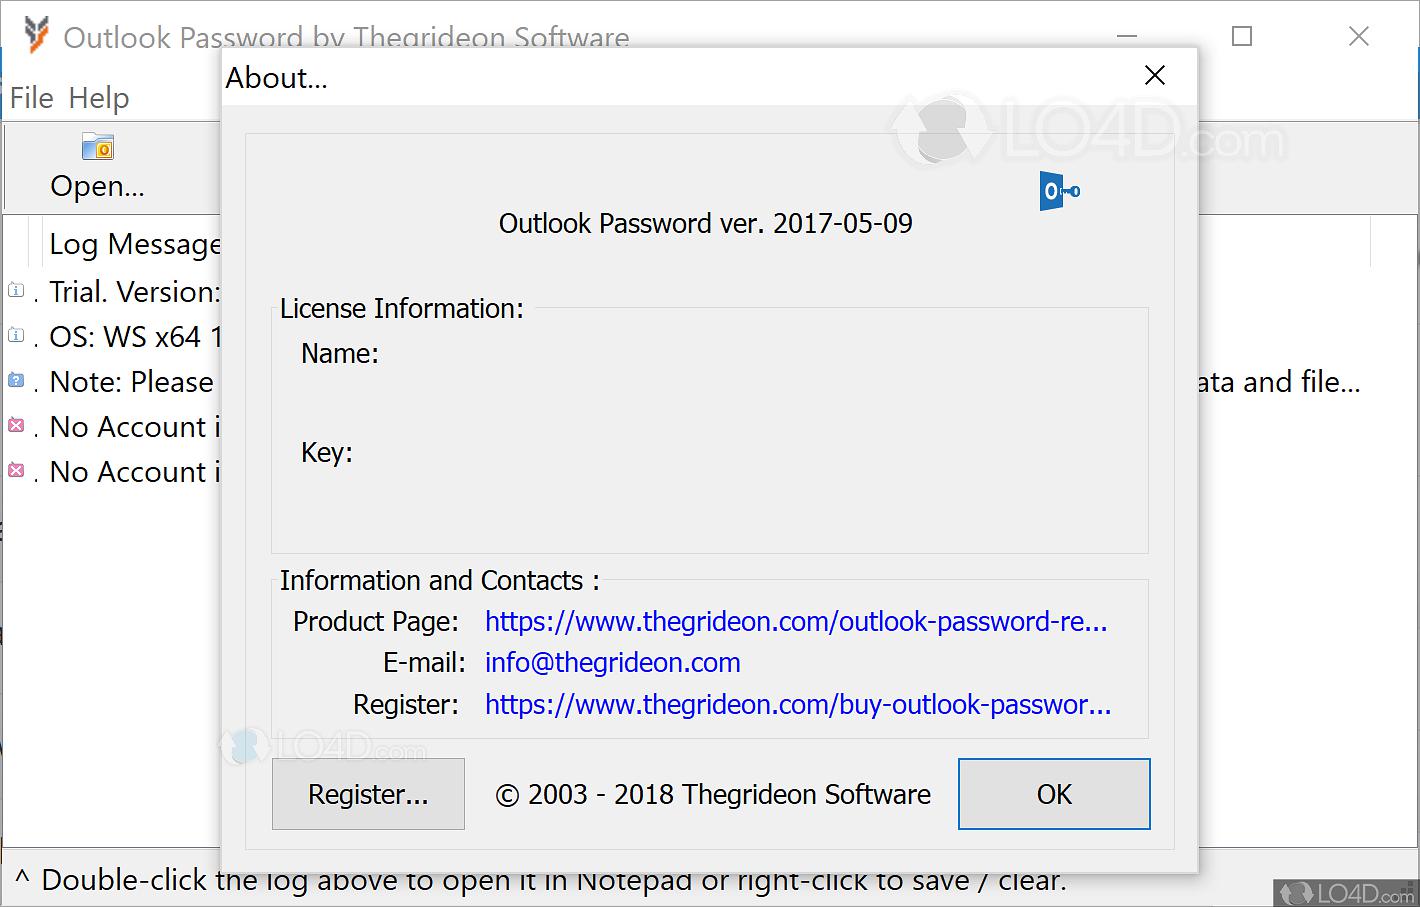 Outlook Password by Thegrideon Software
File Help
Open...
Log Message
. Trial. Version:
. OS: WS x64 1
. Note: Please
ata and file...
. No Account i
. No Account i
About...
LO4D.com
Outlook Password ver. 2017-05-09
License Information:
Name:
Key:
Information and Contacts :
Product Page: https://www.thegrideon.com/outlook-password-re...
E-mail: info@thegrideon.com
Register: https://www.thegrideon.com/buy-outlook-passwor...
LO4D.com
Register...
© 2003 - 2018 Thegrideon Software
OK
^ Double-click the log above to open it in Notepad or right-click to save / clear.
LO4D.com